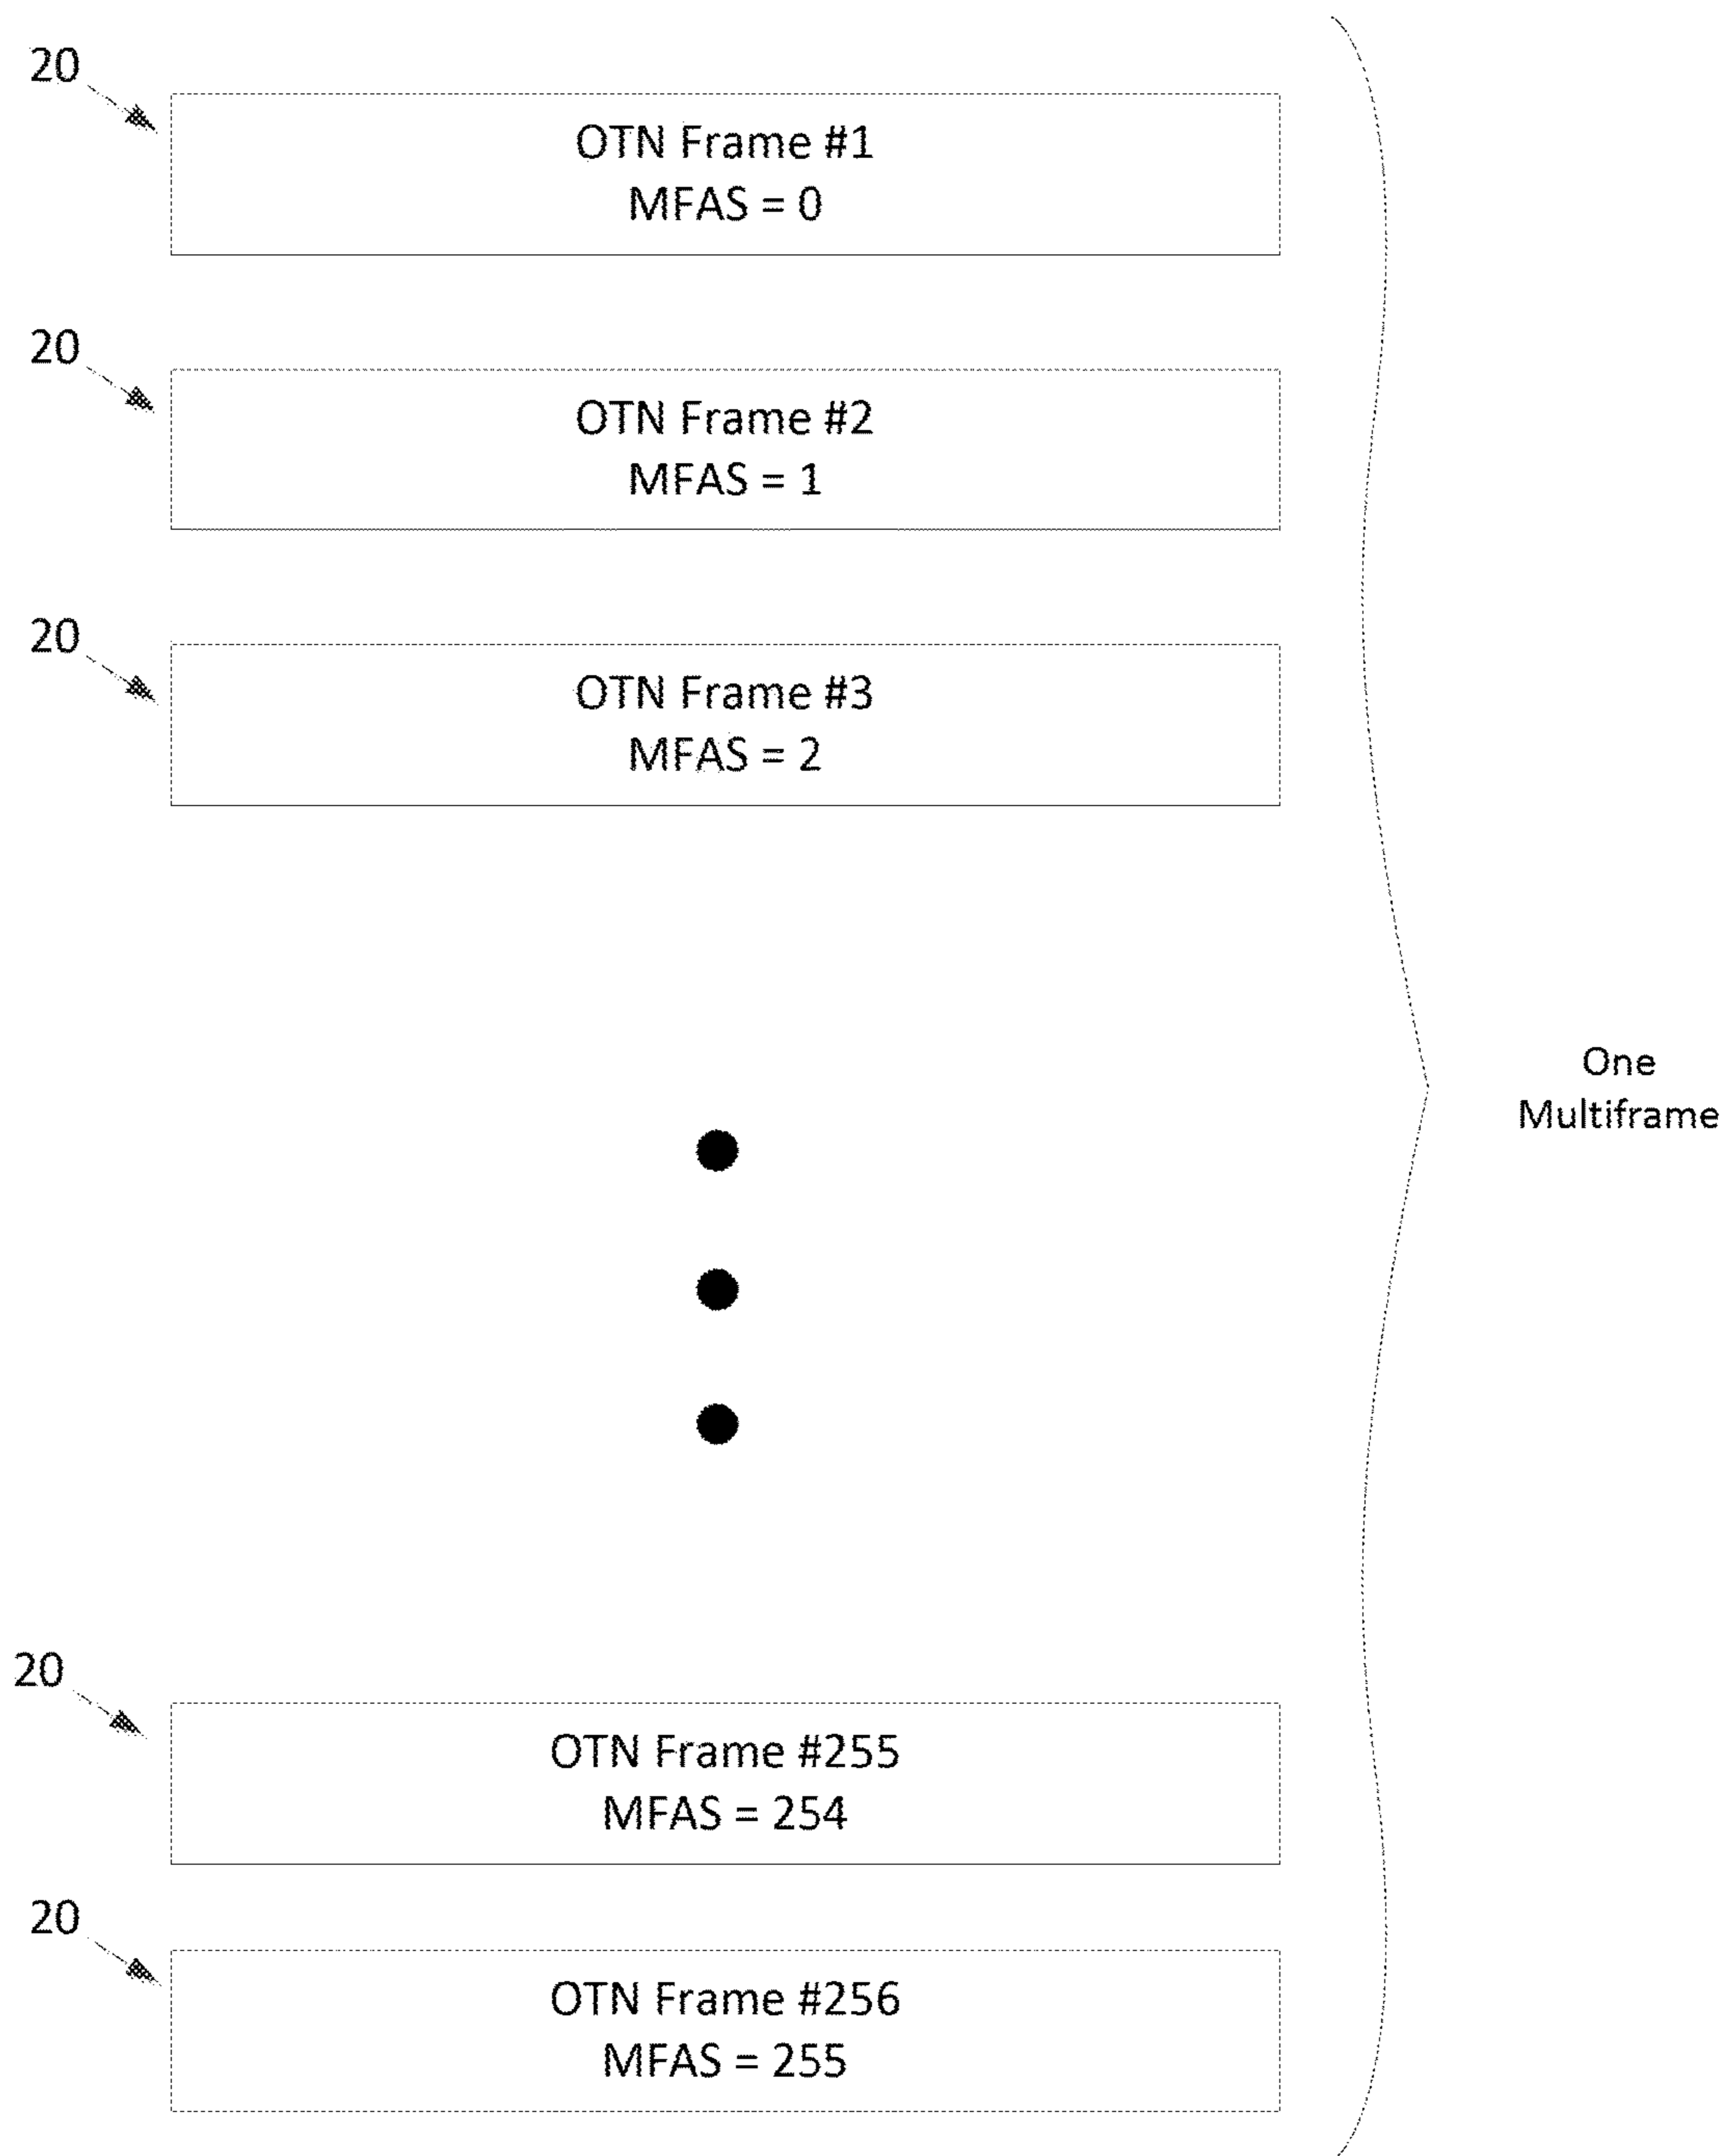 20
OTN Frame #1
MFAS = 0
20
OTN Frame #2
MFAS = 1
20
OTN Frame #3
MFAS = 2
One
Multiframe
20
OTN Frame #255
MFAS = 254
20
OTN Frame #256
MFAS = 255